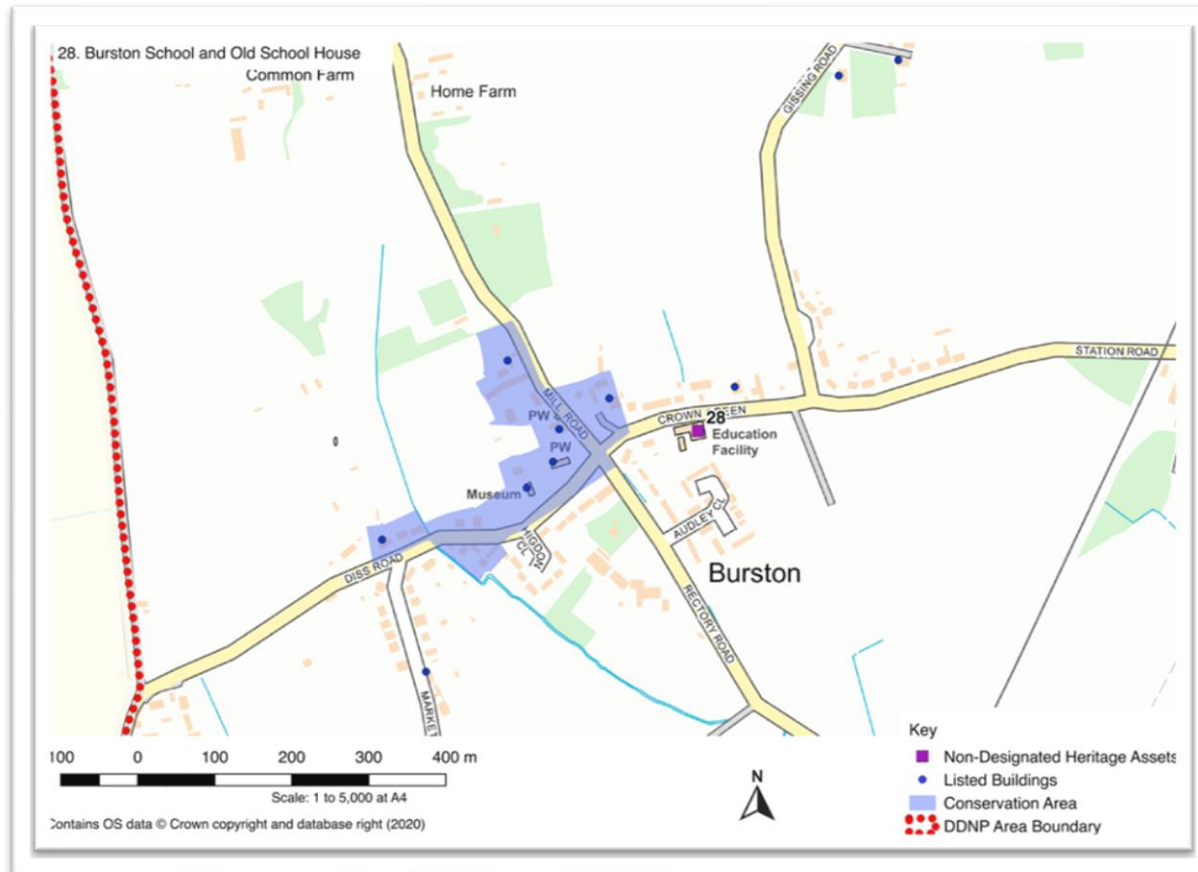 28. Burston School and Old School House
Common Farm
Home Farm
GISSING ROAD
STATION ROAD
MILL ROAD
PW
CROWN GREEN
28
Education
Facility
PW
Museum
AUDLEY CL
HIGDON
CL
DISS ROAD
Burston
RECTORY ROAD
MARKET
Key
Non-Designated Heritage Assets
Listed Buildings
Conservation Area
DDNP Area Boundary
100 0 100 200 300 400 m
Scale: 1 to 5,000 at A4
N
Contains OS data © Crown copyright and database right (2020)